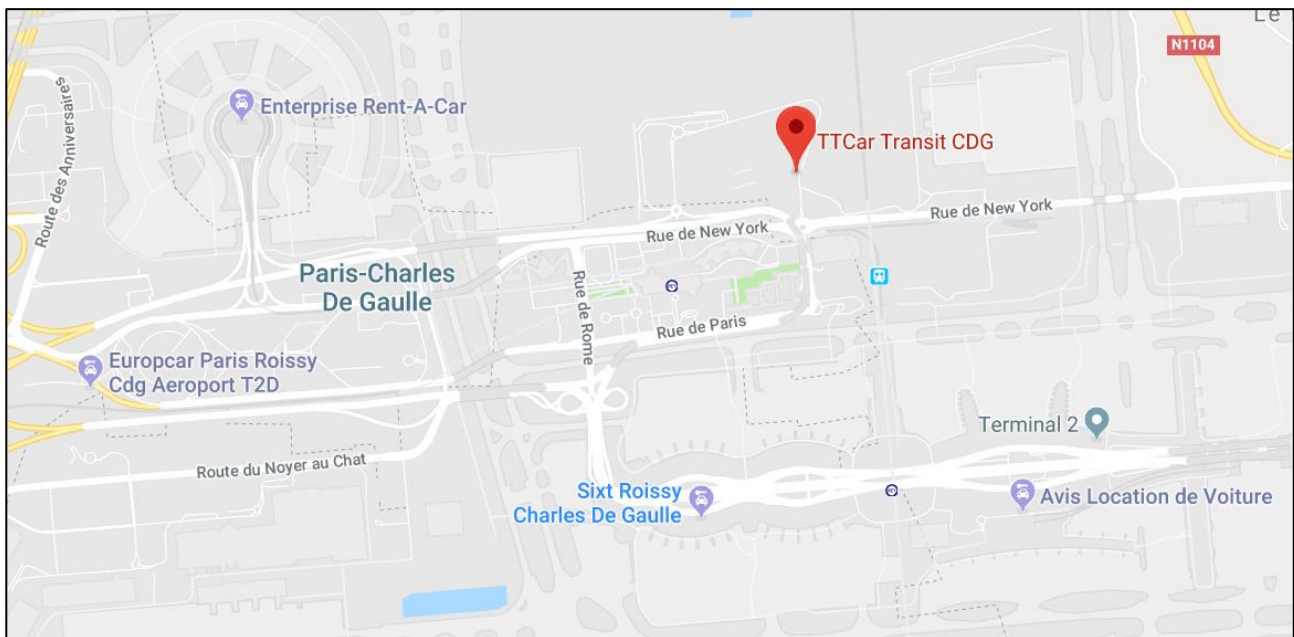 Le
N1104
Route des Anniversaires
Enterprise Rent-A-Car
TTCar Transit CDG
Rue de New York
Rue de New York
Paris-Charles
De Gaulle
Rue de Rome
Rue de Paris
Europcar Paris Roissy
Cdg Aeroport T2D
Terminal 2
Route du Noyer au Chat
Sixt Roissy
Charles De Gaulle
Avis Location de Voiture